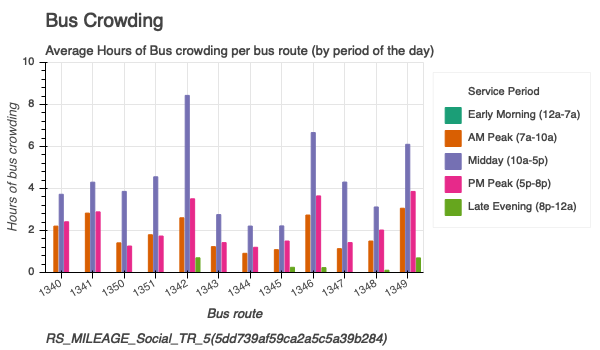 Bus Crowding
Average Hours of Bus crowding per bus route (by period of the day)
10
8
6
4
2
0
Hours of bus crowding
1340
1341
1350
1351
1342
1343
1344
1345
1346
1347
1348
1349
Bus route
Service Period
Early Morning (12a-7a)
AM Peak (7a-10a)
Midday (10a-5p)
PM Peak (5p-8p)
Late Evening (8p-12a)
RS_MILEAGE_Social_TR_5(5dd739af59ca2a5c5a39b284)